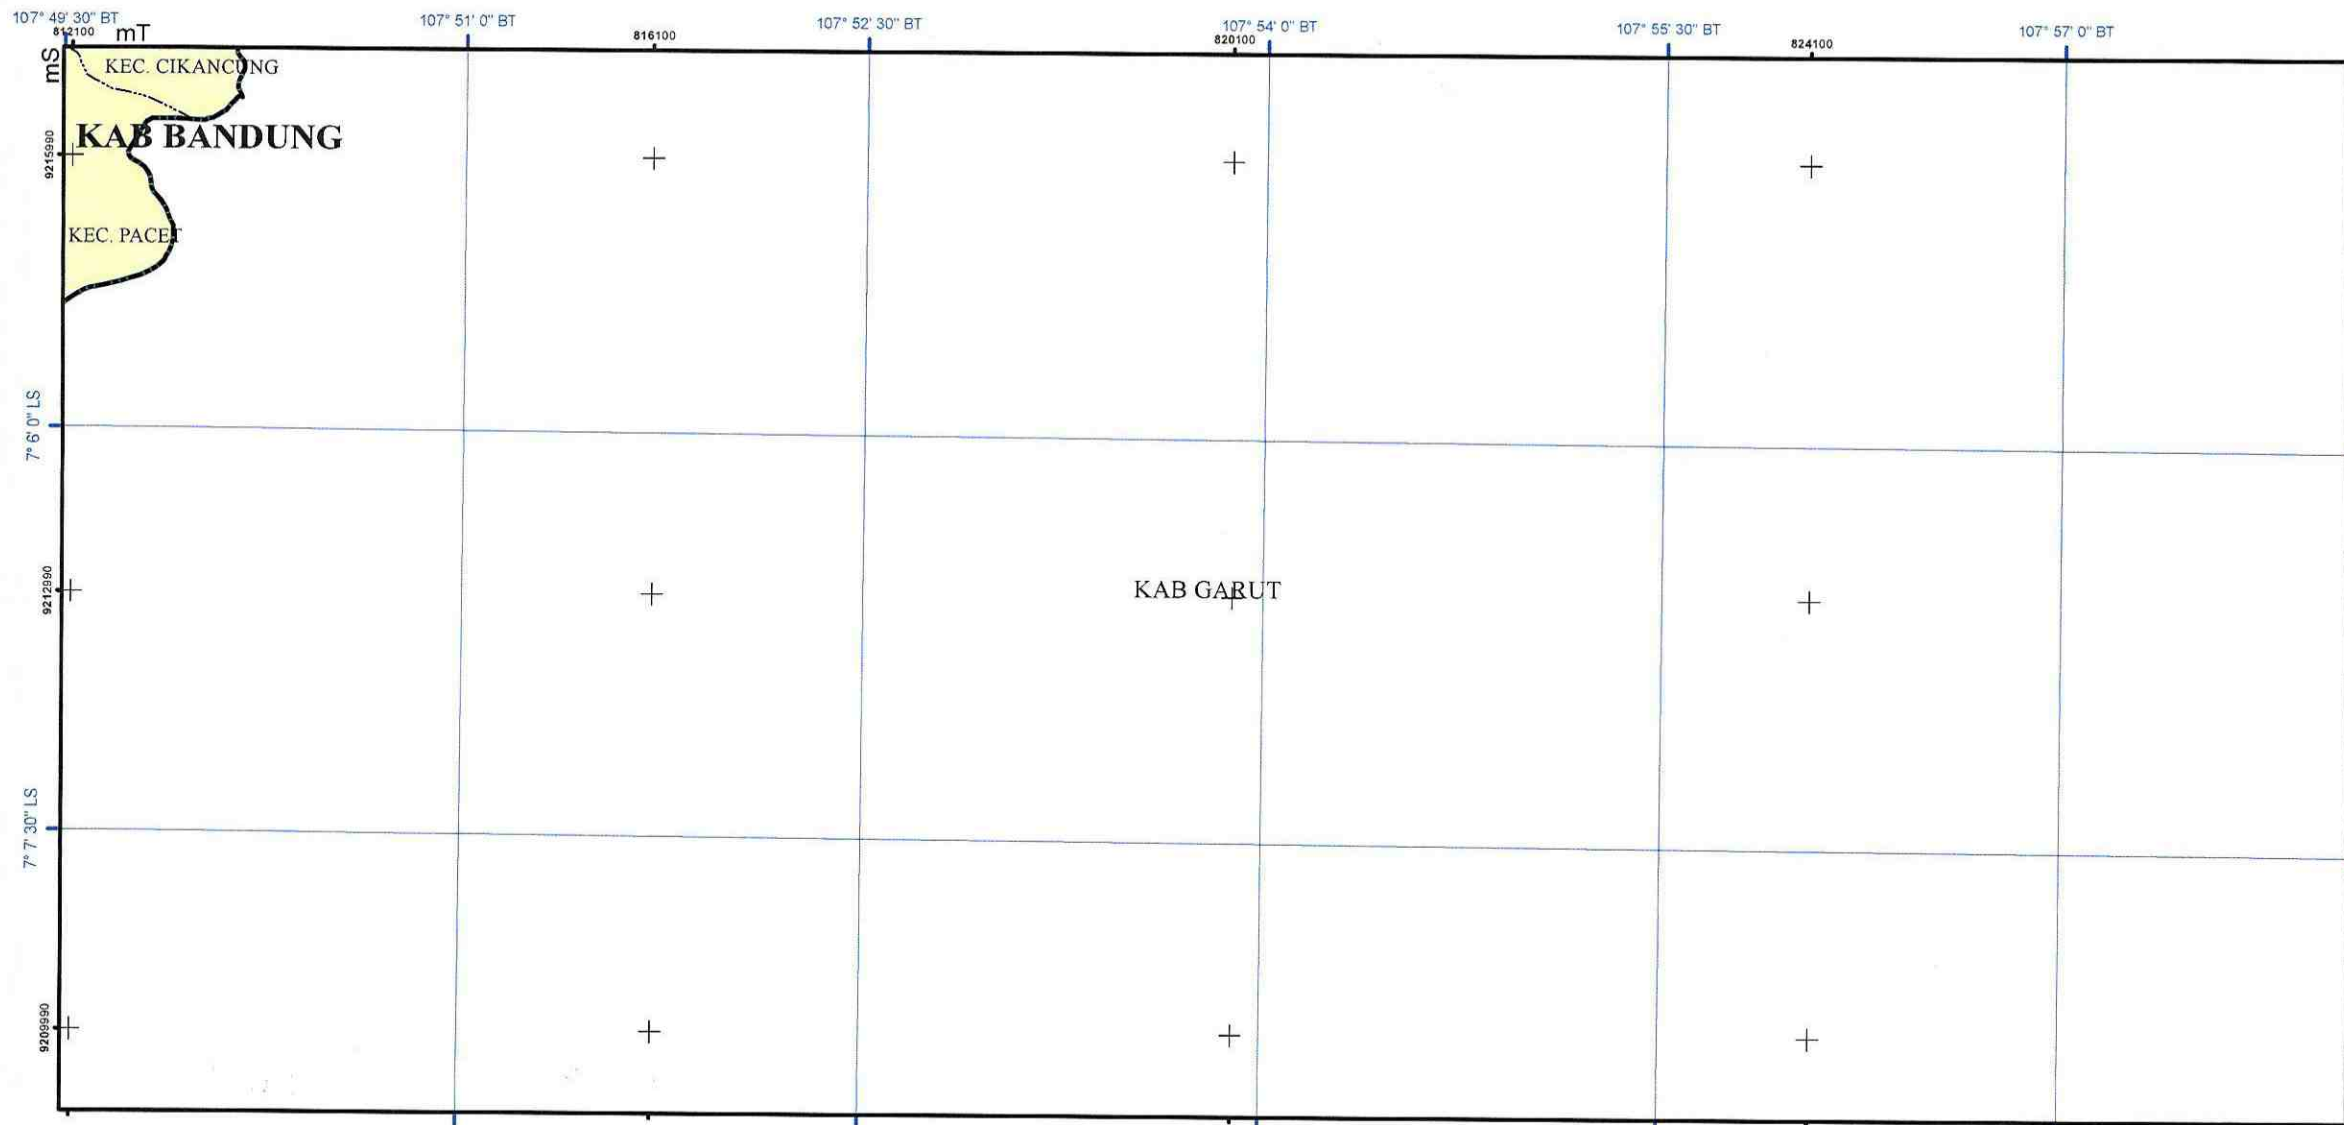 107° 49' 30" BT
107° 51' 0" BT
107° 52' 30" BT
107° 54' 0" BT
107° 55' 30" BT
107° 57' 0" BT
812100
mT
816100
820100
824100
mS
KEC. CIKANCUNG
KAB BANDUNG
9215990
KEC. PACET
7° 6' 0" LS
9212990
KAB GARUT
7° 7' 30" LS
9209990